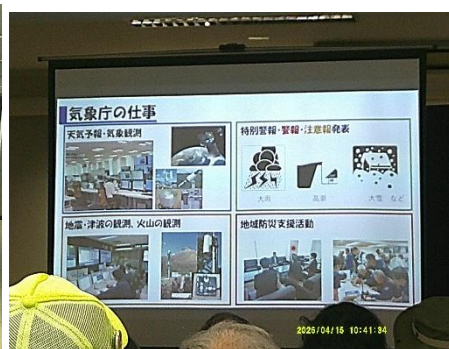 気象庁の仕事
天気予報・気象観測
特別警報・警報・注意報発表
大雨
高潮
大雪 など
地震・津波の観測、火山の観測
地域防災支援活動
2025/04/15 10:41:34